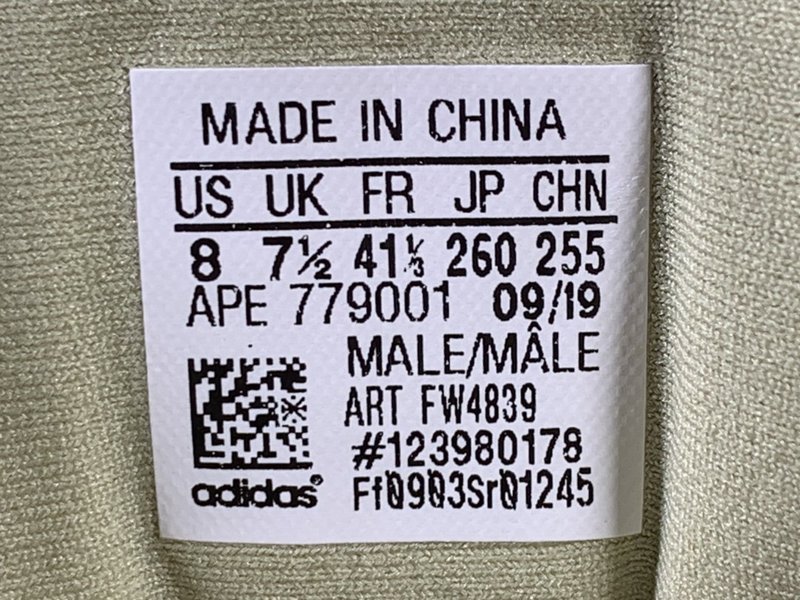 MADE IN CHINA
US UK FR JP CHN
8 7½ 41⅓ 260 255
APE 779001 09/19
MALE/MÂLE
ART FW4839
#123980178
adidas® Ff0903Sr01245